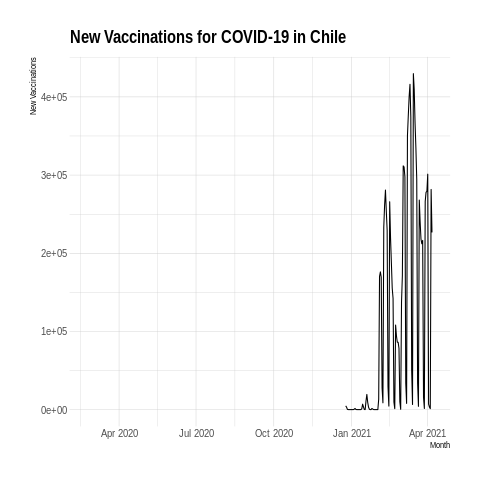 New Vaccinations for COVID-19 in Chile
New Vaccinations
4e+05
3e+05
2e+05
1e+05
0e+00
Apr 2020 Jul 2020 Oct 2020 Jan 2021 Apr 2021
Month